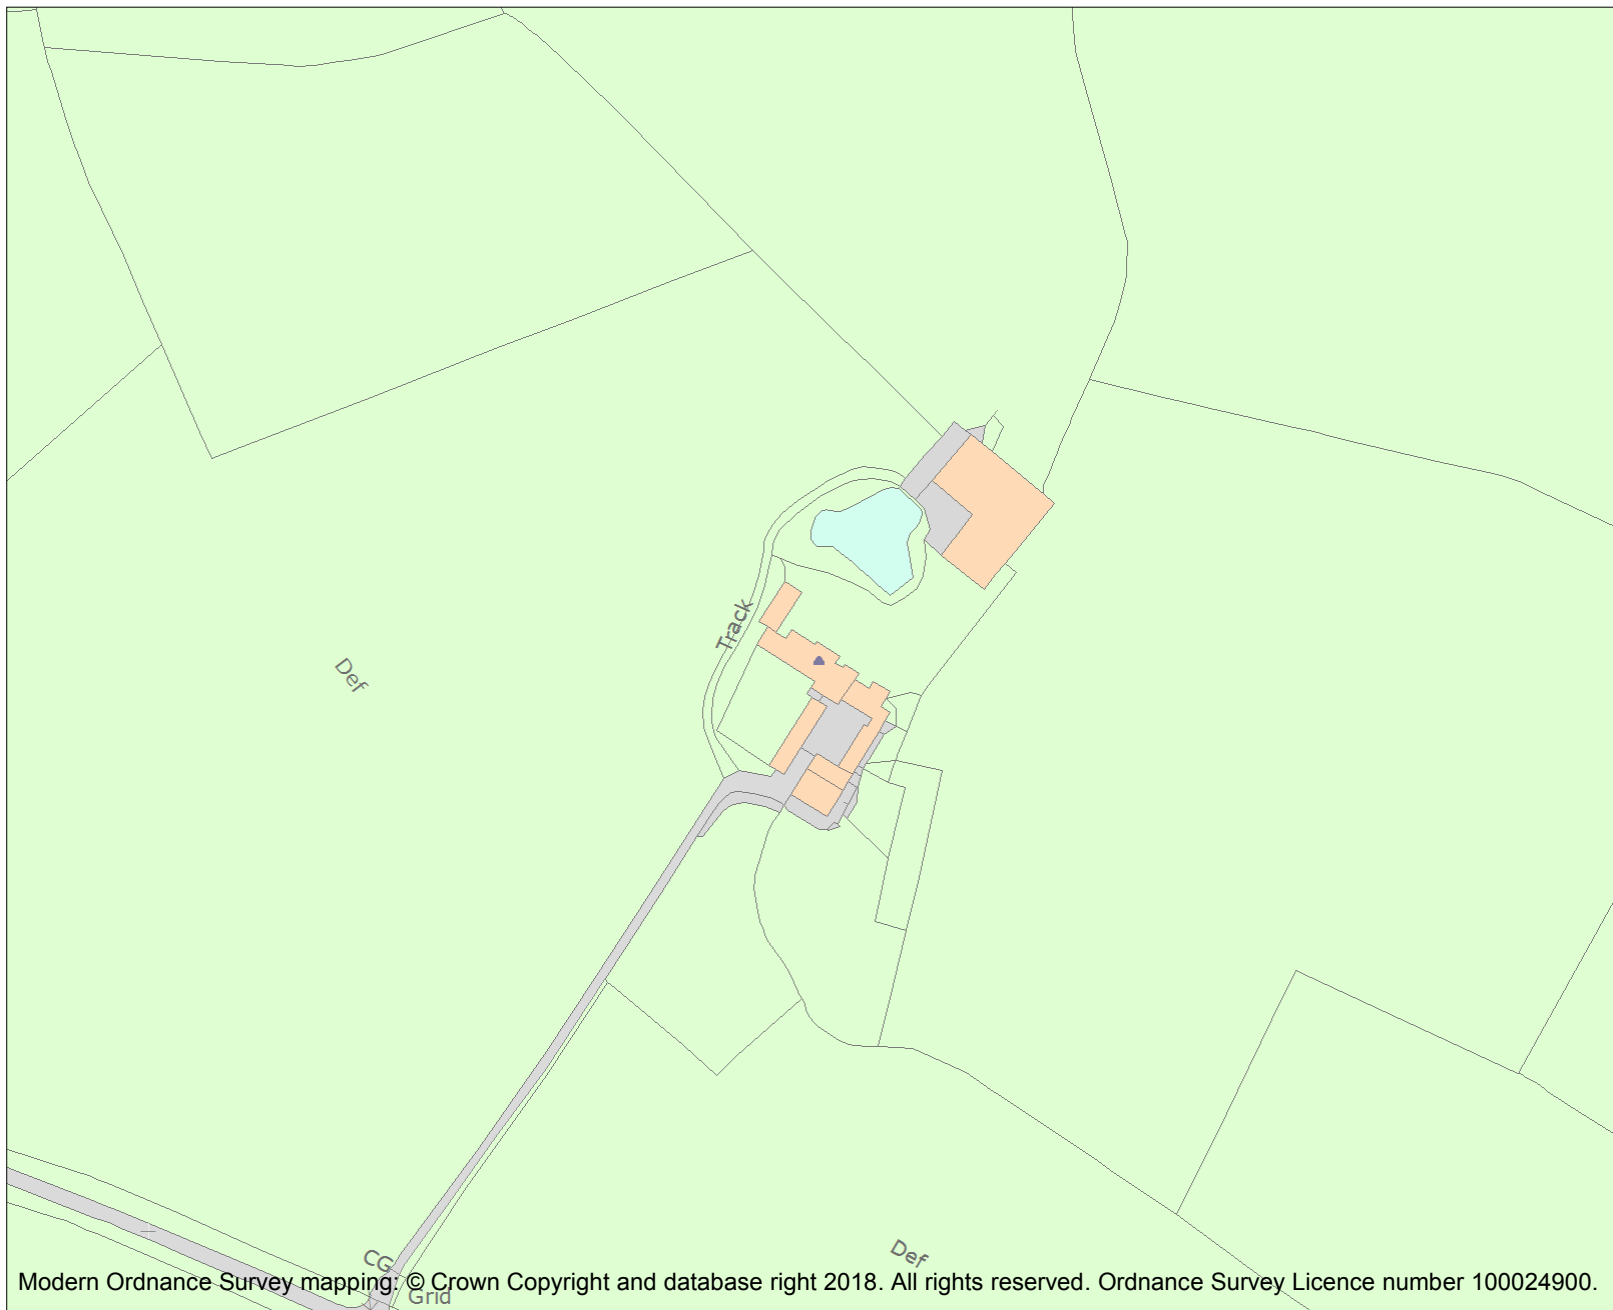 Track
Def
Def
CG
Modern Ordnance Survey mapping: © Crown Copyright and database right 2018. All rights reserved. Ordnance Survey Licence number 100024900.
Grid